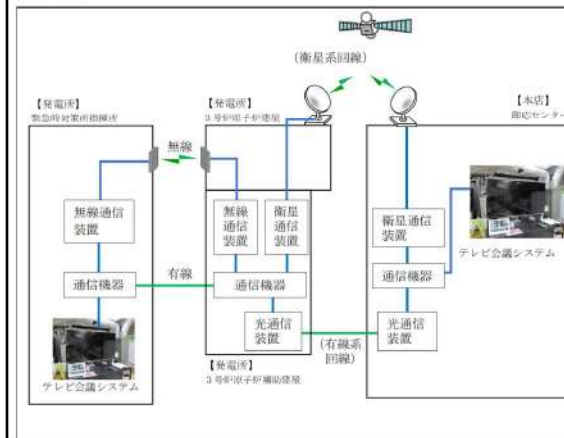 (衛星系回線)
【発電所】
緊急時対策所指揮所
【発電所】
3号炉原子炉建屋
【本店】
即応センター
無線
無線通信
装置
無線
通信
装置
衛星
通信
装置
衛星通信
装置
テレビ会議システム
通信機器
有線
通信機器
通信機器
光通信
装置
光通信
装置
(有線系
回線)
テレビ会議システム
【発電所】
3号炉原子炉補助建屋